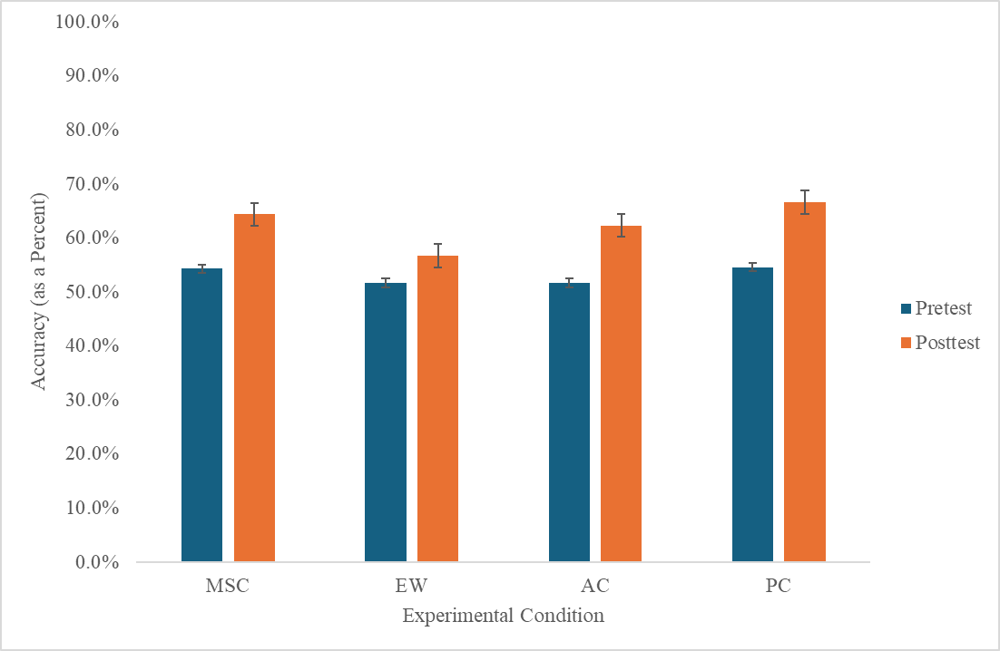 100.0%
90.0%
80.0%
70.0%
60.0%
50.0%
40.0%
30.0%
20.0%
10.0%
0.0%
Accuracy (as a Percent)
MSC
EW
AC
PC
Experimental Condition
Pretest
Posttest